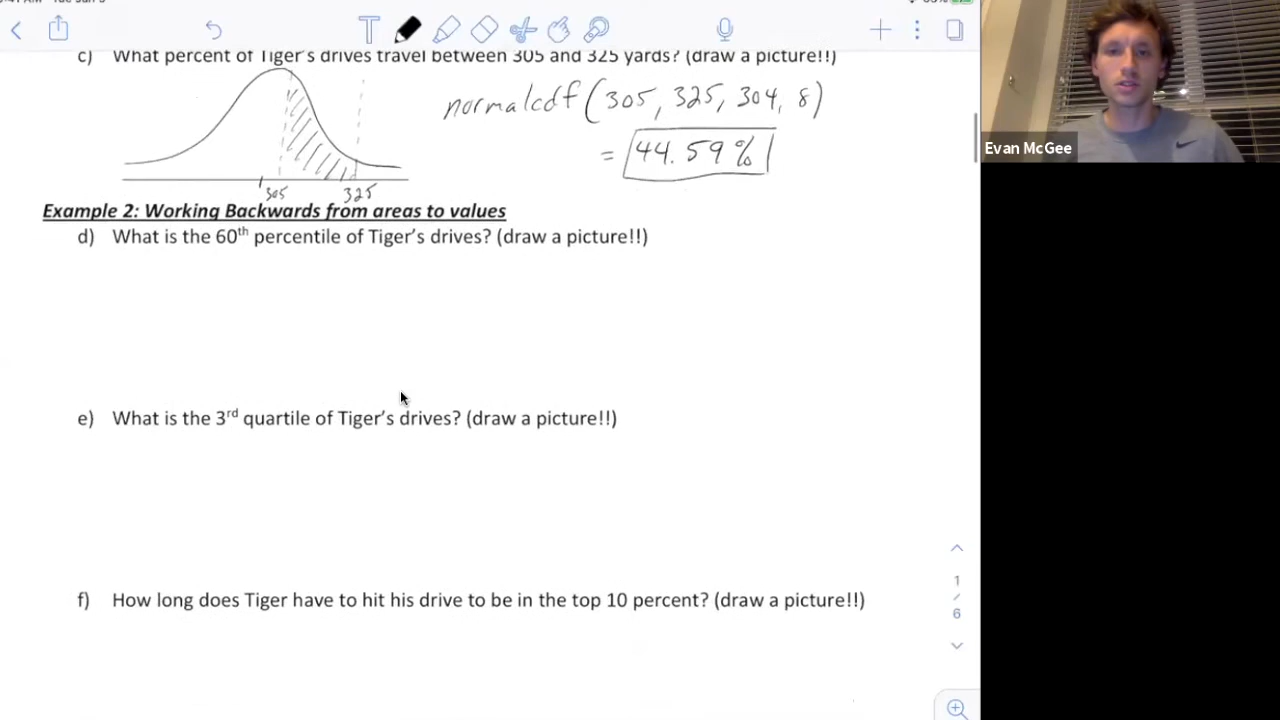 c) What percent of Tiger's drives travel between 305 and 325 yards? (draw a picture!!)
normalcdf (305, 325, 304, 8)
= 44.59%
305 325
Example 2: Working Backwards from areas to values
d) What is the 60th percentile of Tiger's drives? (draw a picture!!)
e) What is the 3rd quartile of Tiger's drives? (draw a picture!!)
f) How long does Tiger have to hit his drive to be in the top 10 percent? (draw a picture!!)
1
/
6
Evan McGee